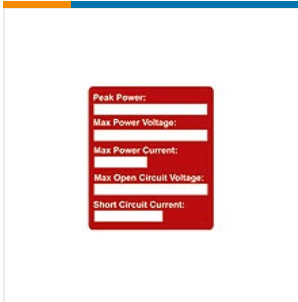 Peak Power:
Max Power Voltage:
Max Power Current:
Max Open Circuit Voltage:
Short Circuit Current: